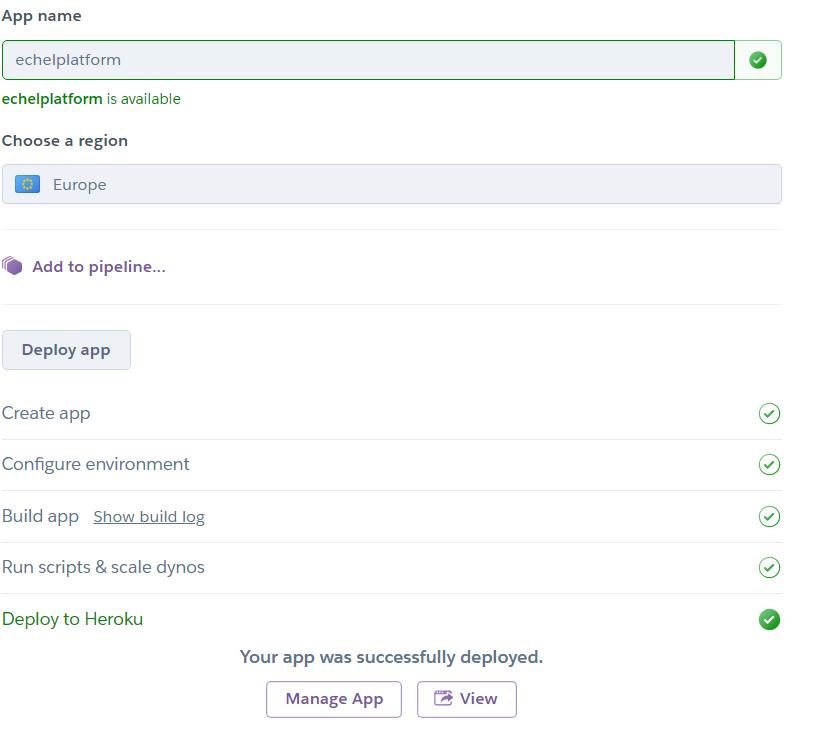 App name
echelplatform
echelplatform is available
Choose a region
Europe
Add to pipeline...
Deploy app
Create app
Configure environment
Build app Show build log
Run scripts & scale dynos
Deploy to Heroku
Your app was successfully deployed.
Manage App View